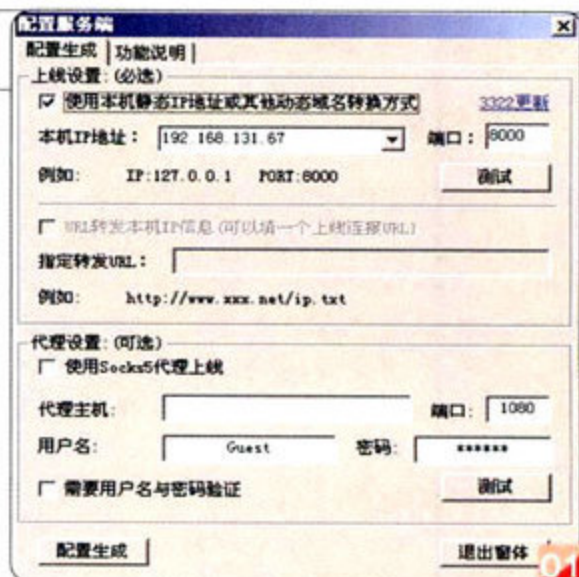 配置服务端
配置生成 功能说明
上线设置:(必选)
使用本机静态IP地址或其他动态域名转换方式 3322更新
本机IP地址: 192.168.131.67 端口: 8000
例如: IP:127.0.0.1 PORT:8000 测试
URL转发本机IP信息(可以填一个上线连接URL)
指定转发URL:
例如: http://www.xxx.net/ip.txt
代理设置:(可选)
使用Socks5代理上线
代理主机: 端口: 1080
用户名: Guest 密码: ******
需要用户名与密码验证 测试
配置生成 退出窗体
01